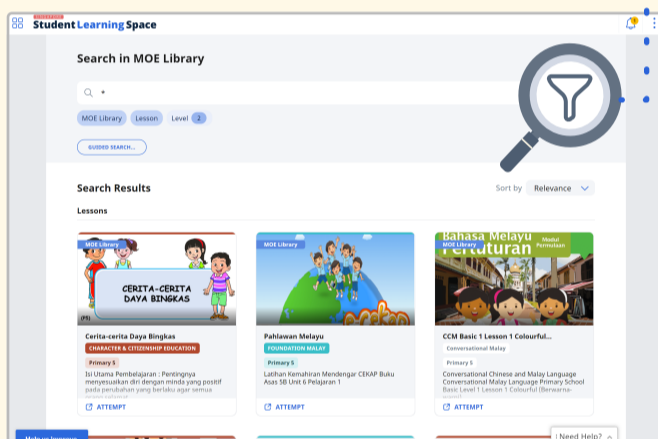 Student Learning Space
Search in MOE Library
*
MOE Library Lesson Level 2
GUIDED SEARCH...
Search Results
Sort by Relevance
Lessons
MOE Library
CERITA-CERITA
DAYA BINGKAS
(P5)
Cerita-cerita Daya Bingkas
CHARACTER & CITIZENSHIP EDUCATION
Primary 5
Isi Utama Pembelajaran : Pentingnya
menyesuaikan diri dengan minda yang positif
pada perubahan yang berlaku agar semua
ATTEMPT
MOE Library
Pahlawan Melayu
FOUNDATION MALAY
Primary 5
Latihan Kemahiran Mendengar CEKAP Buku
Asas 5B Unit 6 Pelajaran 1
ATTEMPT
Bahasa Melayu
Pertuturan
Modul
Permulaan
MOE Library
CCM Basic 1 Lesson 1 Colourful...
Conversational Malay
Primary 5
Conversational Chinese and Malay Language
Conversational Malay Language Primary School
Basic Level 1 Lesson 1 Colourful [Berwarna-
ATTEMPT
Need Help?